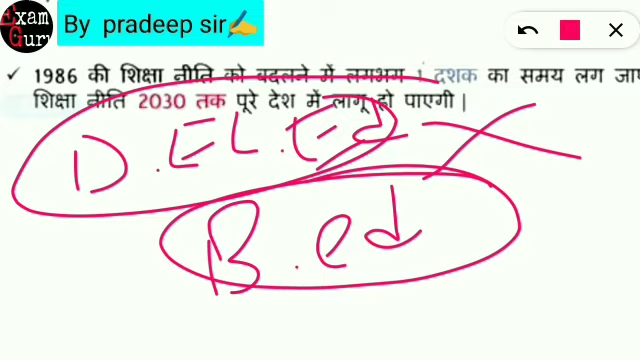 Exam
Guru
By pradeep sir✍
✓ 1986 की शिक्षा नीति को बदलने में लगभग 1 दशक का समय लग जा
शिक्षा नीति 2030 तक पूरे देश में लागू हो पाएगी |
D.EL.Ed
B.ed